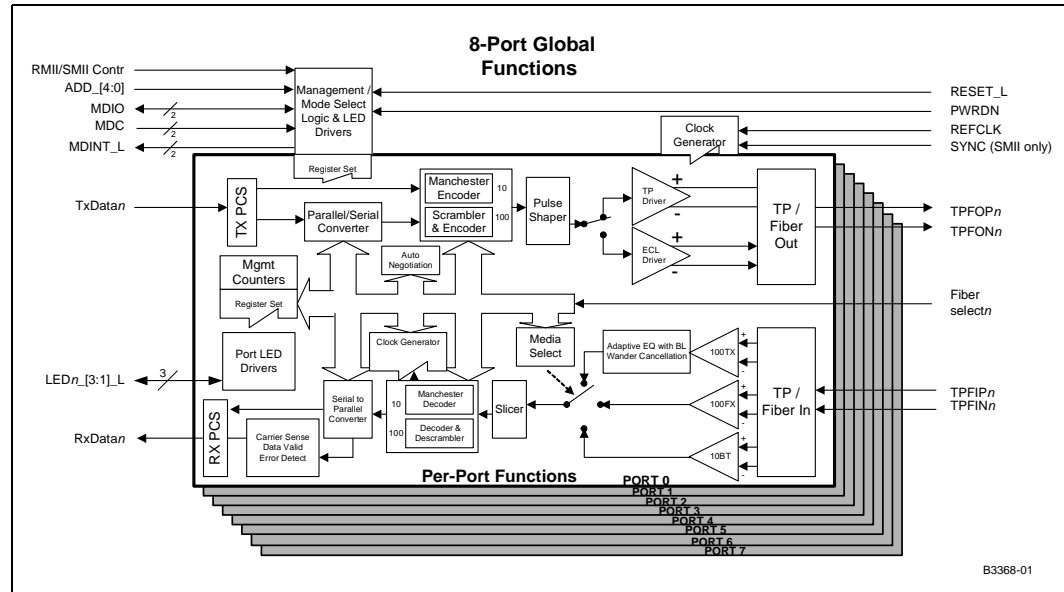 8-Port Global
Functions
RMII/SMII Contr
ADD_[4:0]
MDIO
2
MDC
2
MDINT_L
2
Management /
Mode Select
Logic & LED
Drivers
Register Set
RESET_L
PWRDN
REFCLK
SYNC (SMII only)
Clock
Generator
TxDatan
TX PCS
Parallel/Serial
Converter
Manchester
Encoder
10
Scrambler
& Encoder
100
Pulse
Shaper
TP
Driver
+
-
ECL
Driver
+
-
TP /
Fiber
Out
TPFOPn
TPFONn
Auto
Negotiation
Mgmt
Counters
Register Set
Fiber
selectn
Clock Generator
Media
Select
Adaptive EQ with BL
Wander Cancellation
100TX
+
-
100FX
+
-
10BT
+
-
TP /
Fiber In
TPFIPn
TPFINn
Port LED
Drivers
LEDn_[3:1]_L
3
RxDatan
RX PCS
Carrier Sense
Data Valid
Error Detect
Serial to
Parallel
Converter
10
Manchester
Decoder
100
Decoder &
Descrambler
Slicer
Per-Port Functions
PORT 0
PORT 1
PORT 2
PORT 3
PORT 4
PORT 5
PORT 6
PORT 7
B3368-01